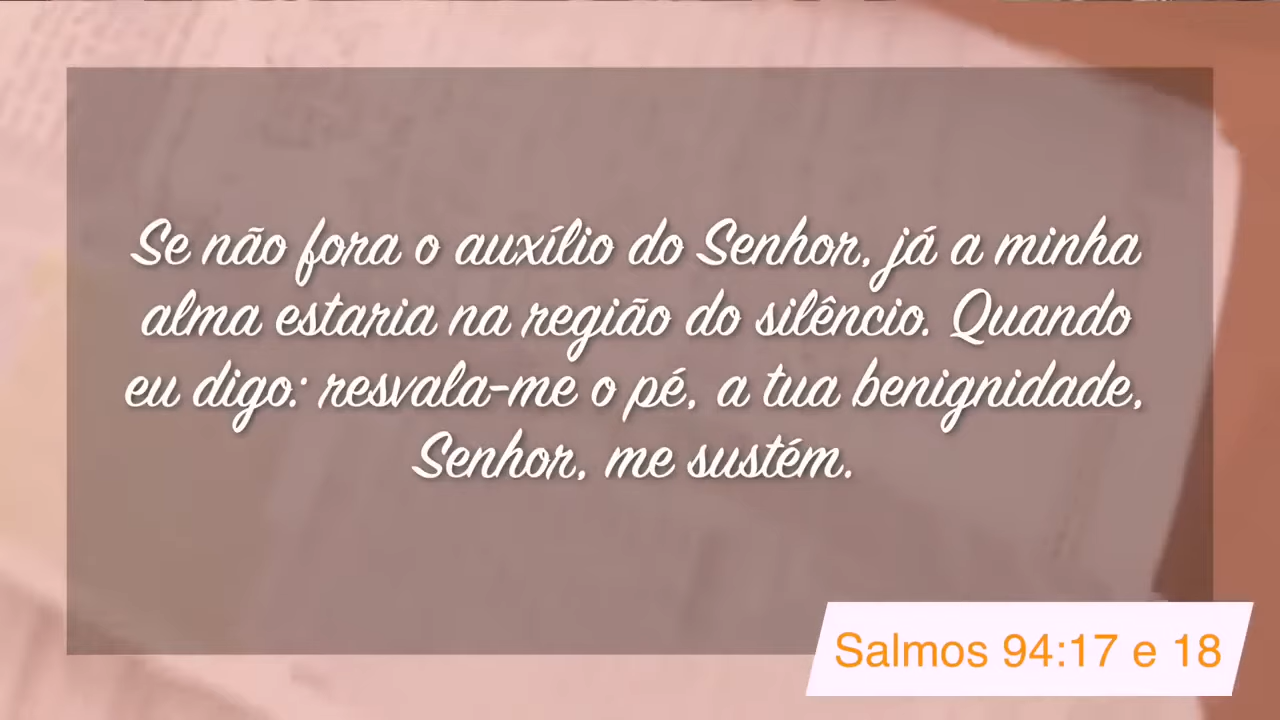 Se não fora o auxílio do Senhor, já a minha
alma estaria na região do silêncio. Quando
eu digo: resvala-me o pé, a tua benignidade,
Senhor, me sustém.
Salmos 94:17 e 18